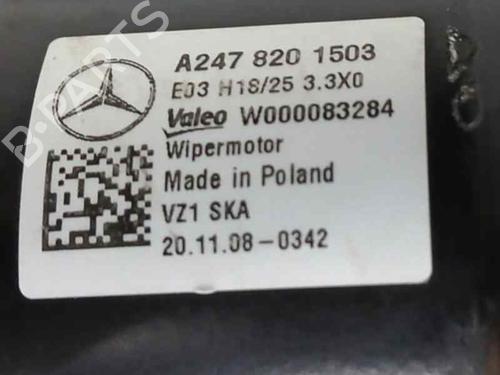 A247 820 1503
E03 H18/25 3.3X0
Valeo W000083284
Wipermotor
Made in Poland
VZ1 SKA
20.11.08-0342
B-PARTS